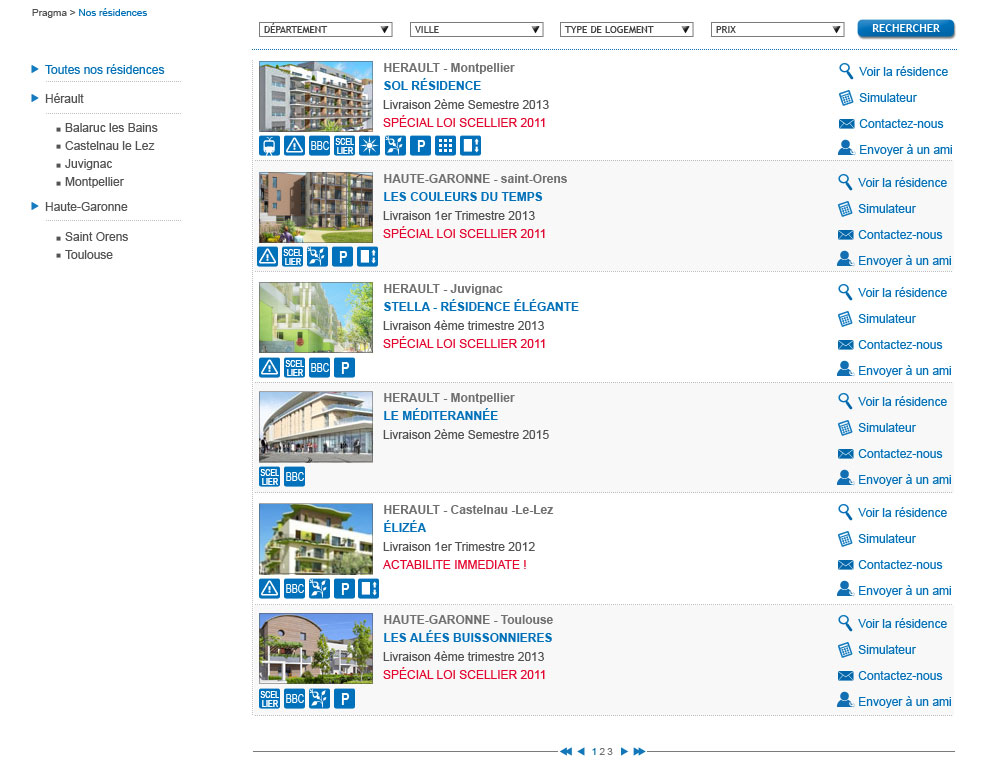 Pragma > Nos résidences
DÉPARTEMENT
VILLE
TYPE DE LOGEMENT
PRIX
RECHERCHER
Toutes nos résidences
Hérault
Balaruc les Bains
Castelnau le Lez
Juvignac
Montpellier
Haute-Garonne
Saint Orens
Toulouse
HERAULT - Montpellier
SOL RÉSIDENCE
Livraison 2ème Semestre 2013
SPÉCIAL LOI SCELLIER 2011
BBC
SCEL
LIER
P
Voir la résidence
Simulateur
Contactez-nous
Envoyer à un ami
HAUTE-GARONNE - saint-Orens
LES COULEURS DU TEMPS
Livraison 1er Trimestre 2013
SPÉCIAL LOI SCELLIER 2011
SCEL
LIER
P
Voir la résidence
Simulateur
Contactez-nous
Envoyer à un ami
HERAULT - Juvignac
STELLA - RÉSIDENCE ÉLÉGANTE
Livraison 4ème trimestre 2013
SPÉCIAL LOI SCELLIER 2011
SCEL
LIER
BBC
P
Voir la résidence
Simulateur
Contactez-nous
Envoyer à un ami
HERAULT - Montpellier
LE MÉDITERANNÉE
Livraison 2ème Semestre 2015
SCEL
LIER
BBC
Voir la résidence
Simulateur
Contactez-nous
Envoyer à un ami
HERAULT - Castelnau -Le-Lez
ÉLIZÉA
Livraison 1er Trimestre 2012
ACTABILITE IMMEDIATE !
BBC
P
Voir la résidence
Simulateur
Contactez-nous
Envoyer à un ami
HAUTE-GARONNE - Toulouse
LES ALÉES BUISSONNIERES
Livraison 4ème trimestre 2013
SPÉCIAL LOI SCELLIER 2011
SCEL
LIER
BBC
P
Voir la résidence
Simulateur
Contactez-nous
Envoyer à un ami
1 2 3